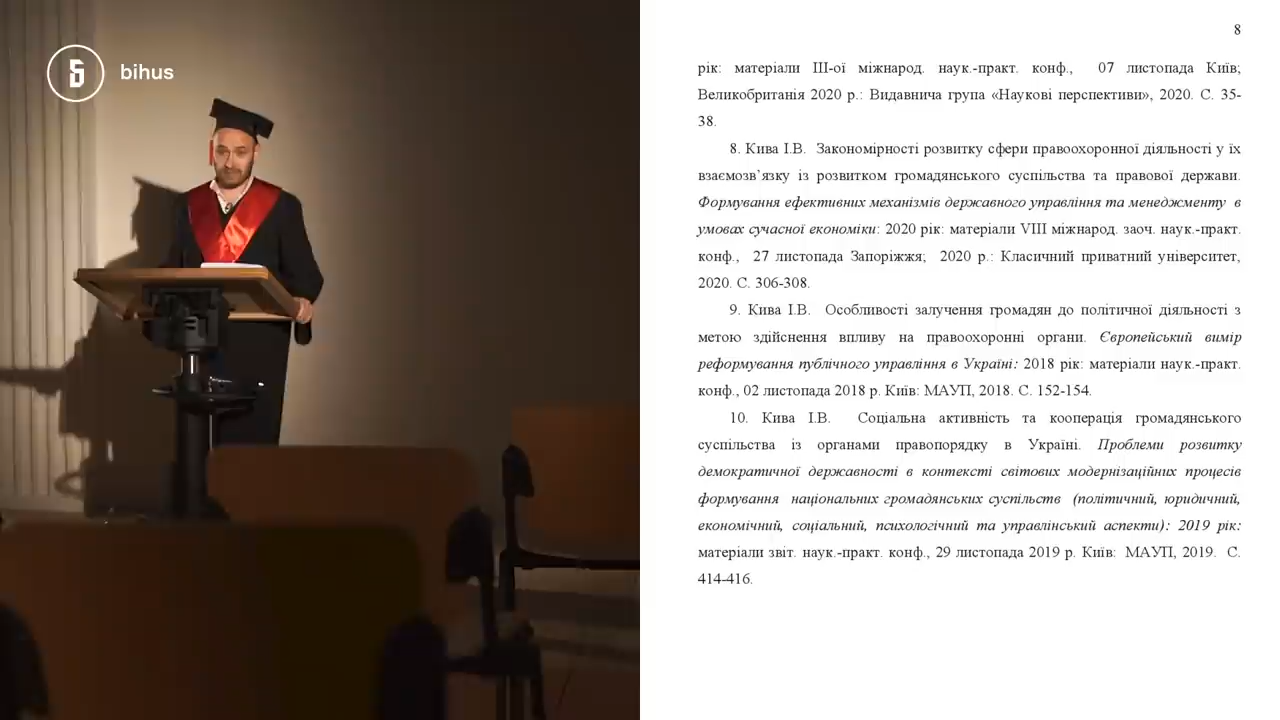 bihus
8
рік: матеріали III-ої міжнарод. наук.-практ. конф., 07 листопада Київ;
Великобританія 2020 р.: Видавнича група «Наукові перспективи», 2020. С. 35-
38.
8. Кива І.В. Закономірності розвитку сфери правоохоронної діяльності у їх
взаємозв’язку із розвитком громадянського суспільства та правової держави.
Формування ефективних механізмів державного управління та менеджменту в
умовах сучасної економіки: 2020 рік: матеріали VIII міжнарод. заоч. наук.-практ.
конф., 27 листопада Запоріжжя; 2020 р.: Класичний приватний університет,
2020. С. 306-308.
9. Кива І.В. Особливості залучення громадян до політичної діяльності з
метою здійснення впливу на правоохоронні органи. Європейський вимір
реформування публічного управління в Україні: 2018 рік: матеріали наук.-практ.
конф., 02 листопада 2018 р. Київ: МАУП, 2018. С. 152-154.
10. Кива І.В. Соціальна активність та кооперація громадянського
суспільства із органами правопорядку в Україні. Проблеми розвитку
демократичної державності в контексті світових модернізаційних процесів
формування національних громадянських суспільств (політичний, юридичний,
економічний, соціальний, психологічний та управлінський аспекти): 2019 рік:
матеріали звіт. наук.-практ. конф., 29 листопада 2019 р. Київ: МАУП, 2019. С.
414-416.